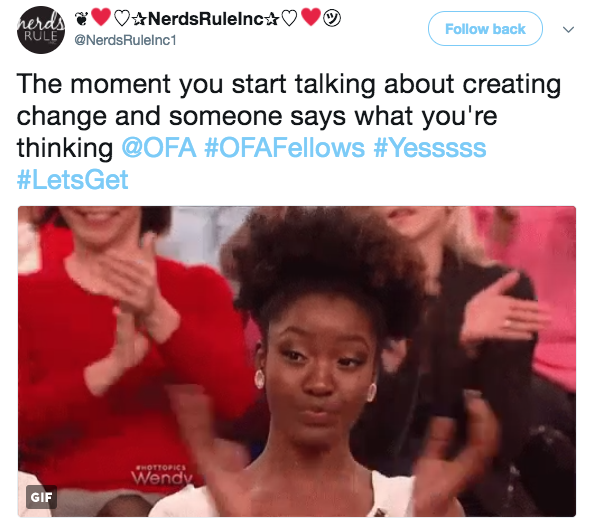 nerds
RULE
❦❤️♡✰NerdsRuleInc✰♡❤️㋡
@NerdsRuleInc1
Follow back
The moment you start talking about creating
change and someone says what you're
thinking @OFA #OFAFellows #Yesssss
#LetsGet
#HOTTOPICS
Wendy
GIF